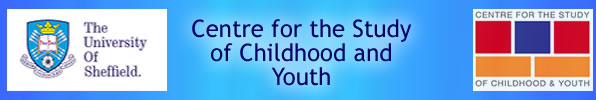 The
University
Of
Sheffield.
Centre for the Study
of Childhood and
Youth
CENTRE FOR THE STUDY
OF CHILDHOOD & YOUTH